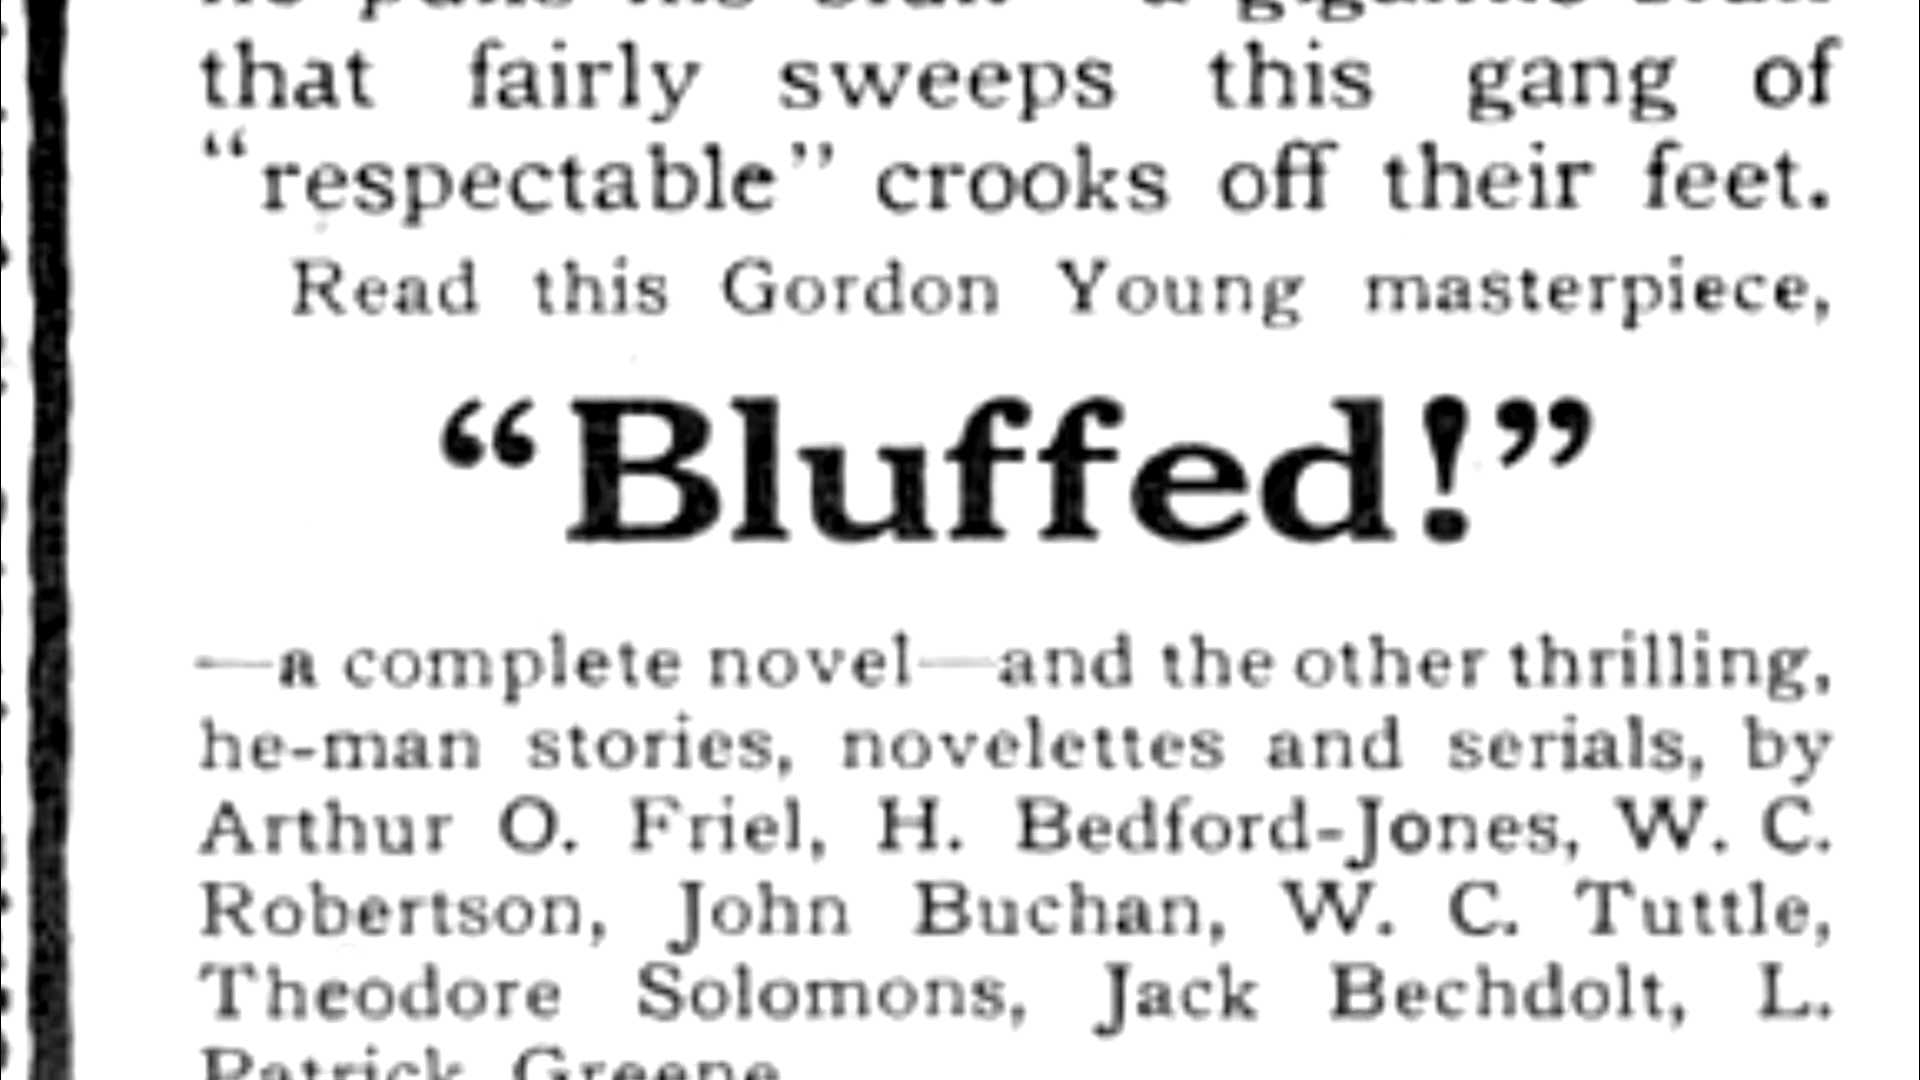 that fairly sweeps this gang of
“respectable” crooks off their feet.
Read this Gordon Young masterpiece,
“Bluffed!”
—a complete novel—and the other thrilling,
he-man stories, novelettes and serials, by
Arthur O. Friel, H. Bedford-Jones, W. C.
Robertson, John Buchan, W. C. Tuttle,
Theodore Solomons, Jack Bechdolt, L.
Patrick Greene